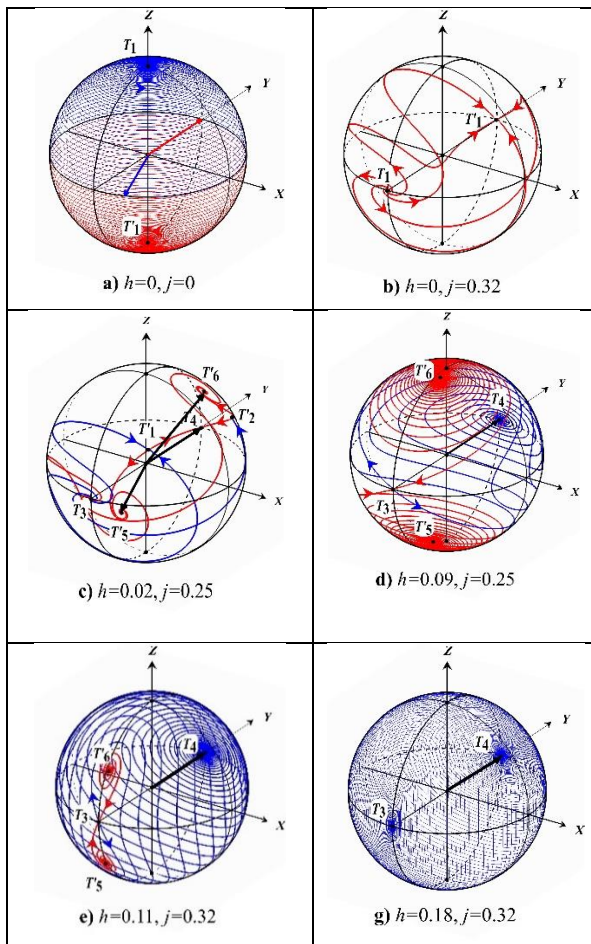 Z
T₁
Y
X
T'₁
a) h=0, j=0
Z
Y
T'₁
T₁
X
b) h=0, j=0.32
Z
T'₆
Y
T'₁
T₄
T'₂
T₃
T'₅
X
c) h=0.02, j=0.25
Z
T'₆
Y
T₄
T₃
X
T'₅
d) h=0.09, j=0.25
Z
Y
T₄
T'₆
T₃
X
T'₅
e) h=0.11, j=0.32
Z
Y
T₄
T₃
X
g) h=0.18, j=0.32